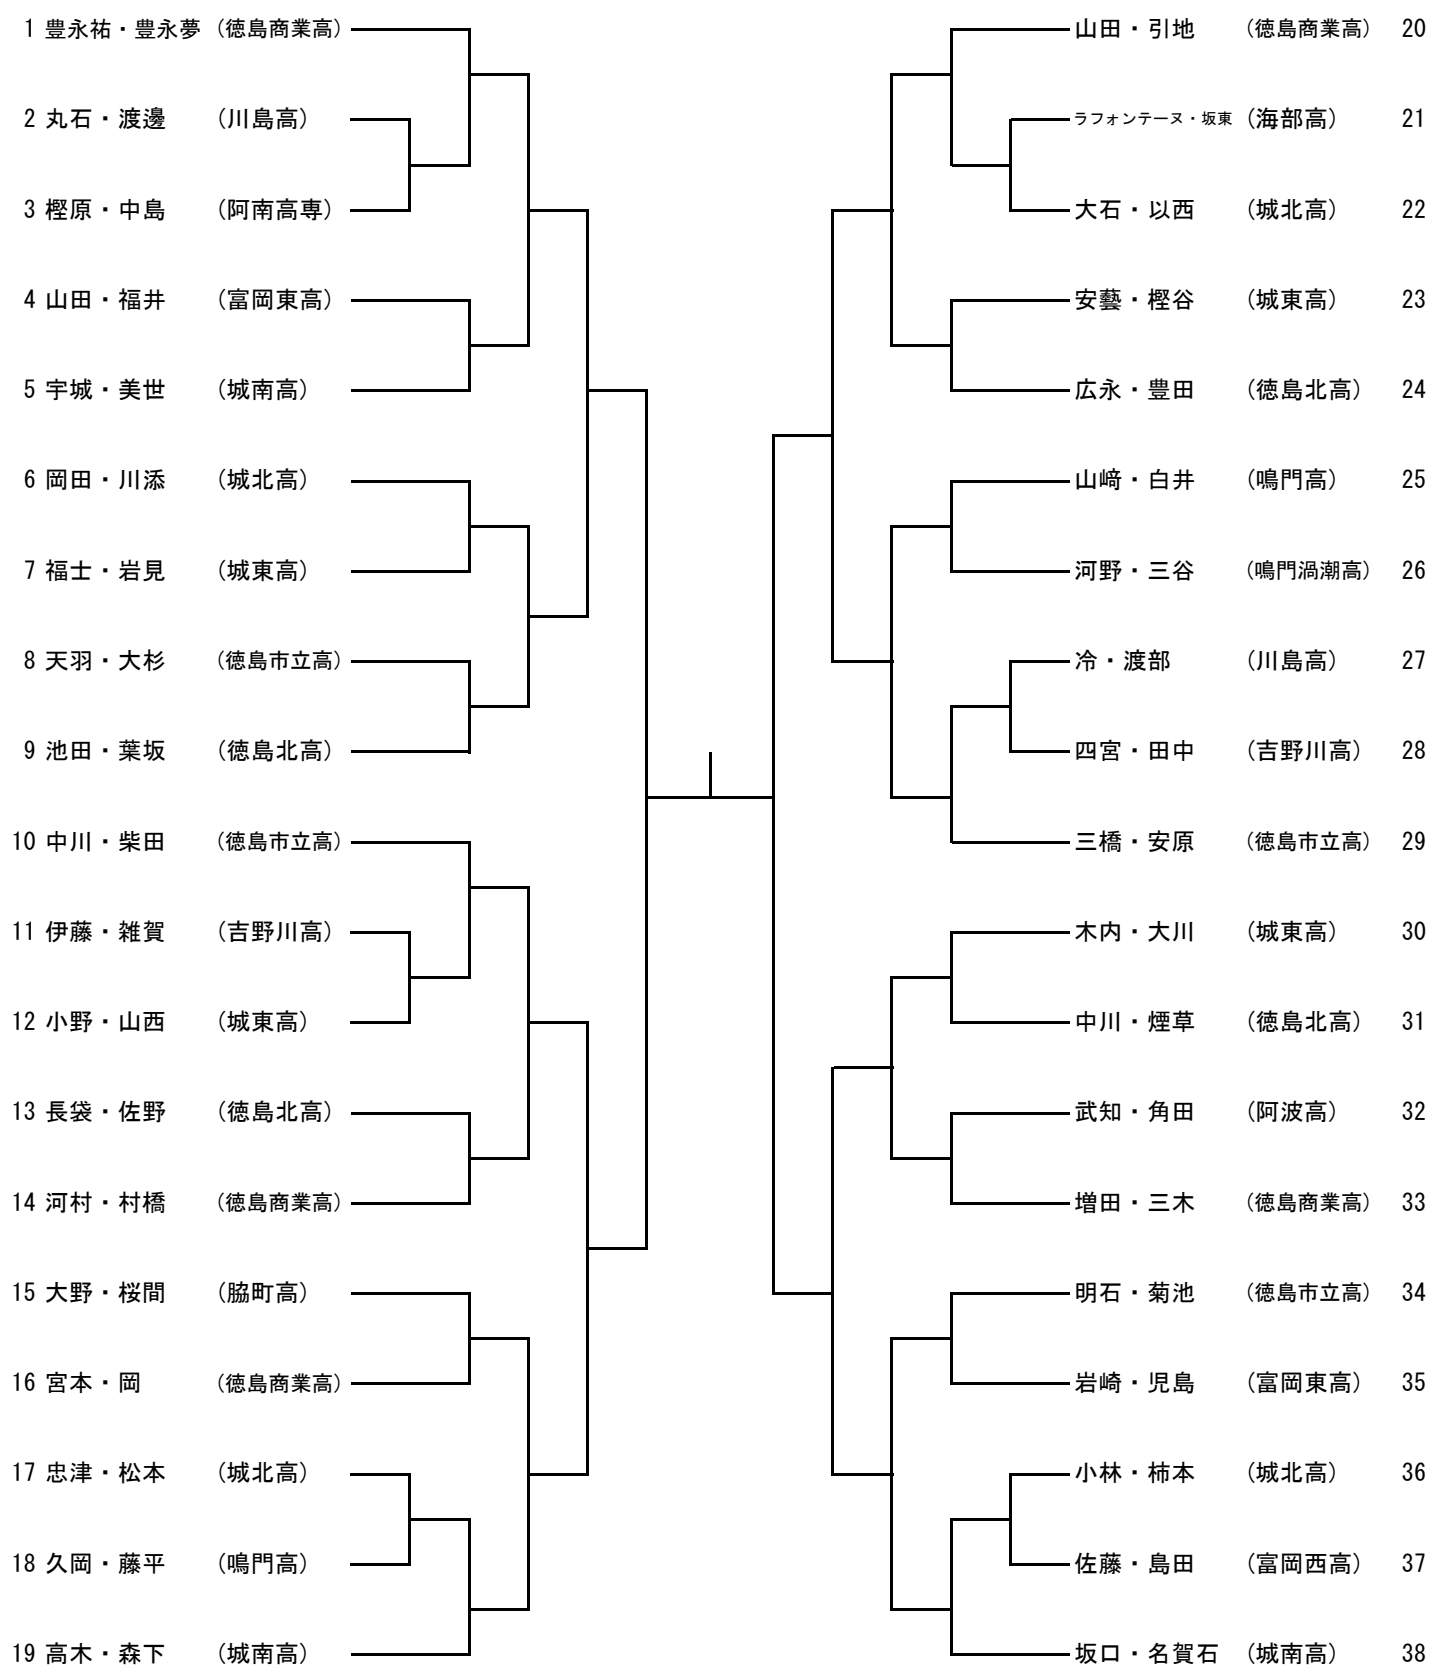 1 豊永祐・豊永夢 (徳島商業高)
2 丸石・渡邊 (川島高)
3 樫原・中島 (阿南高専)
4 山田・福井 (富岡東高)
5 宇城・美世 (城南高)
6 岡田・川添 (城北高)
7 福士・岩見 (城東高)
8 天羽・大杉 (徳島市立高)
9 池田・葉坂 (徳島北高)
10 中川・柴田 (徳島市立高)
11 伊藤・雑賀 (吉野川高)
12 小野・山西 (城東高)
13 長袋・佐野 (徳島北高)
14 河村・村橋 (徳島商業高)
15 大野・桜間 (脇町高)
16 宮本・岡 (徳島商業高)
17 忠津・松本 (城北高)
18 久岡・藤平 (鳴門高)
19 高木・森下 (城南高)
山田・引地 (徳島商業高) 20
ラフォンテーヌ・坂東 (海部高) 21
大石・以西 (城北高) 22
安藝・樫谷 (城東高) 23
広永・豊田 (徳島北高) 24
山﨑・白井 (鳴門高) 25
河野・三谷 (鳴門渦潮高) 26
冷・渡部 (川島高) 27
四宮・田中 (吉野川高) 28
三橋・安原 (徳島市立高) 29
木内・大川 (城東高) 30
中川・煙草 (徳島北高) 31
武知・角田 (阿波高) 32
増田・三木 (徳島商業高) 33
明石・菊池 (徳島市立高) 34
岩崎・児島 (富岡東高) 35
小林・柿本 (城北高) 36
佐藤・島田 (富岡西高) 37
坂口・名賀石 (城南高) 38